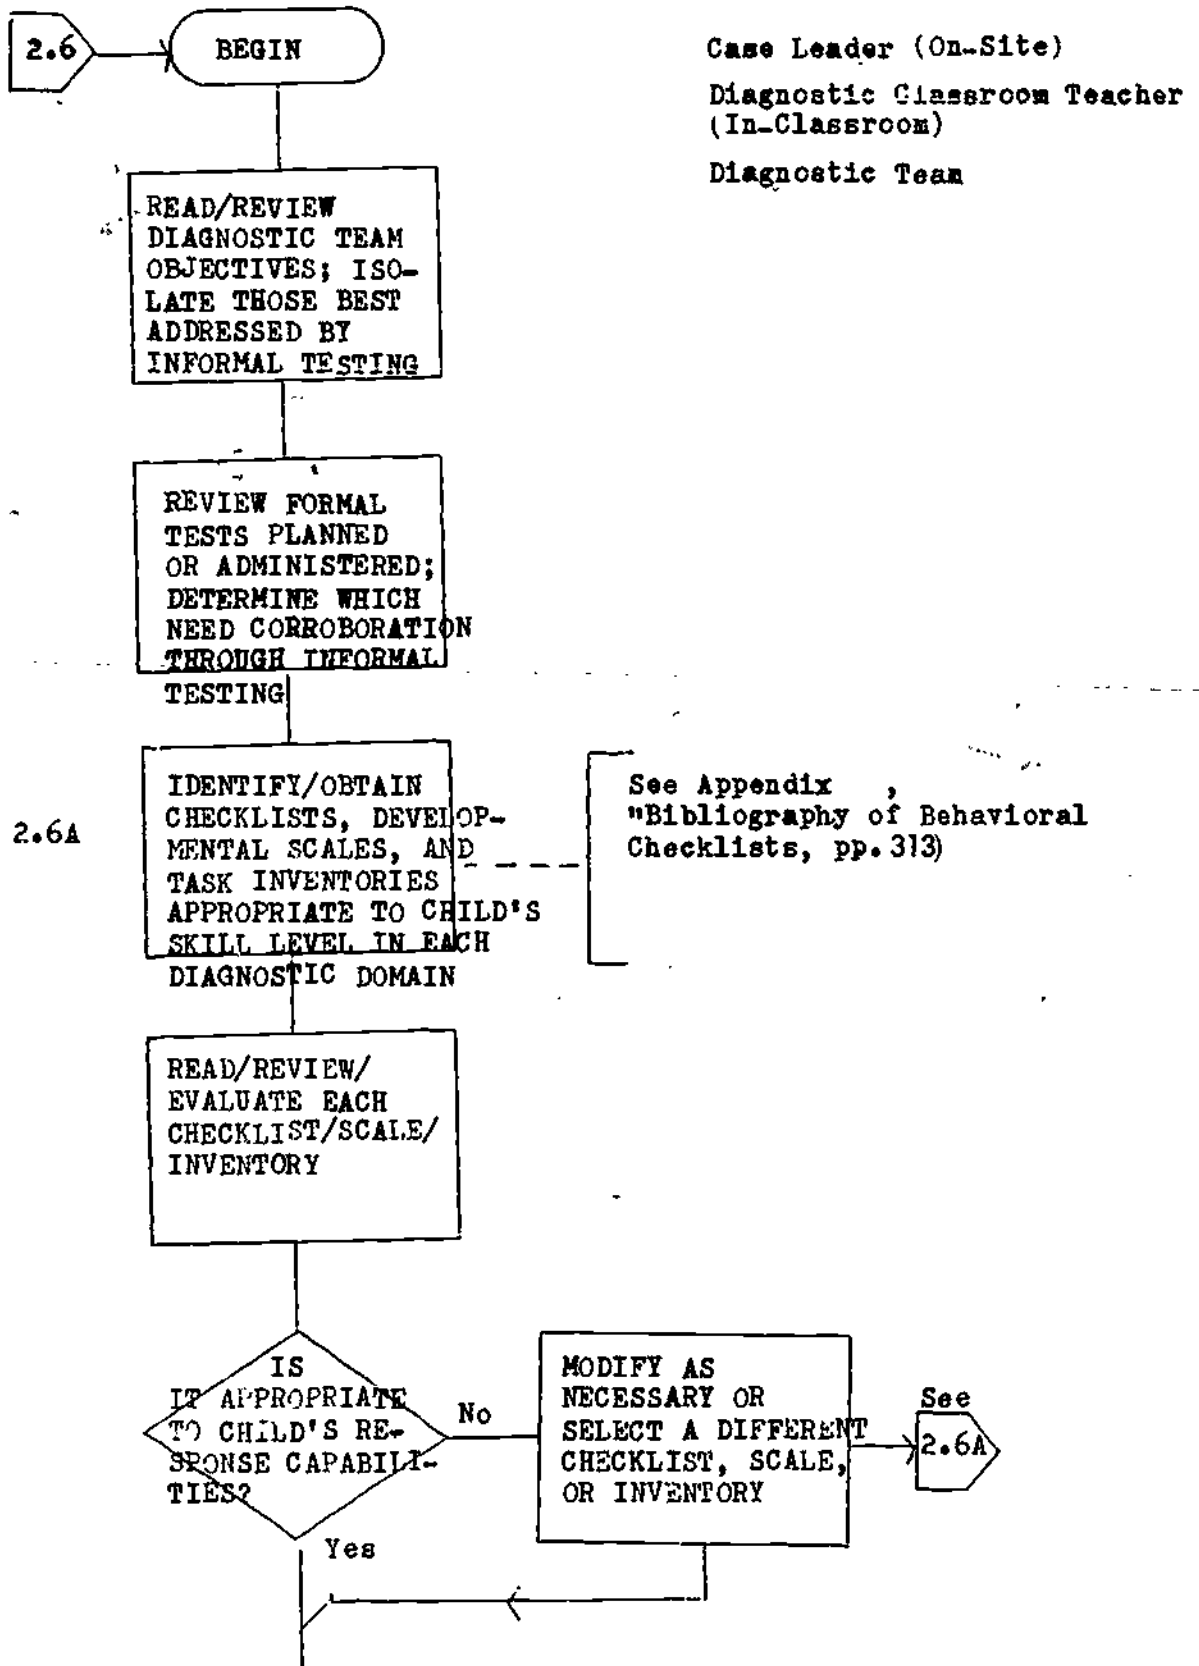 2.6
BEGIN
Case Leader (On-Site)
Diagnostic Classroom Teacher
(In-Classroom)
Diagnostic Team
READ/REVIEW
DIAGNOSTIC TEAM
OBJECTIVES; ISO-
LATE THOSE BEST
ADDRESSED BY
INFORMAL TESTING
REVIEW FORMAL
TESTS PLANNED
OR ADMINISTERED;
DETERMINE WHICH
NEED CORROBORATION
THROUGH INFORMAL
TESTING
2.6A
IDENTIFY/OBTAIN
CHECKLISTS, DEVELOP-
MENTAL SCALES, AND
TASK INVENTORIES
APPROPRIATE TO CHILD'S
SKILL LEVEL IN EACH
DIAGNOSTIC DOMAIN
See Appendix ,
"Bibliography of Behavioral
Checklists, pp.313)
READ/REVIEW/
EVALUATE EACH
CHECKLIST/SCALE/
INVENTORY
IS
IT APPROPRIATE
TO CHILD'S RE-
SPONSE CAPABILI-
TIES?
No
MODIFY AS
NECESSARY OR
SELECT A DIFFERENT
CHECKLIST, SCALE,
OR INVENTORY
See
2.6A
Yes